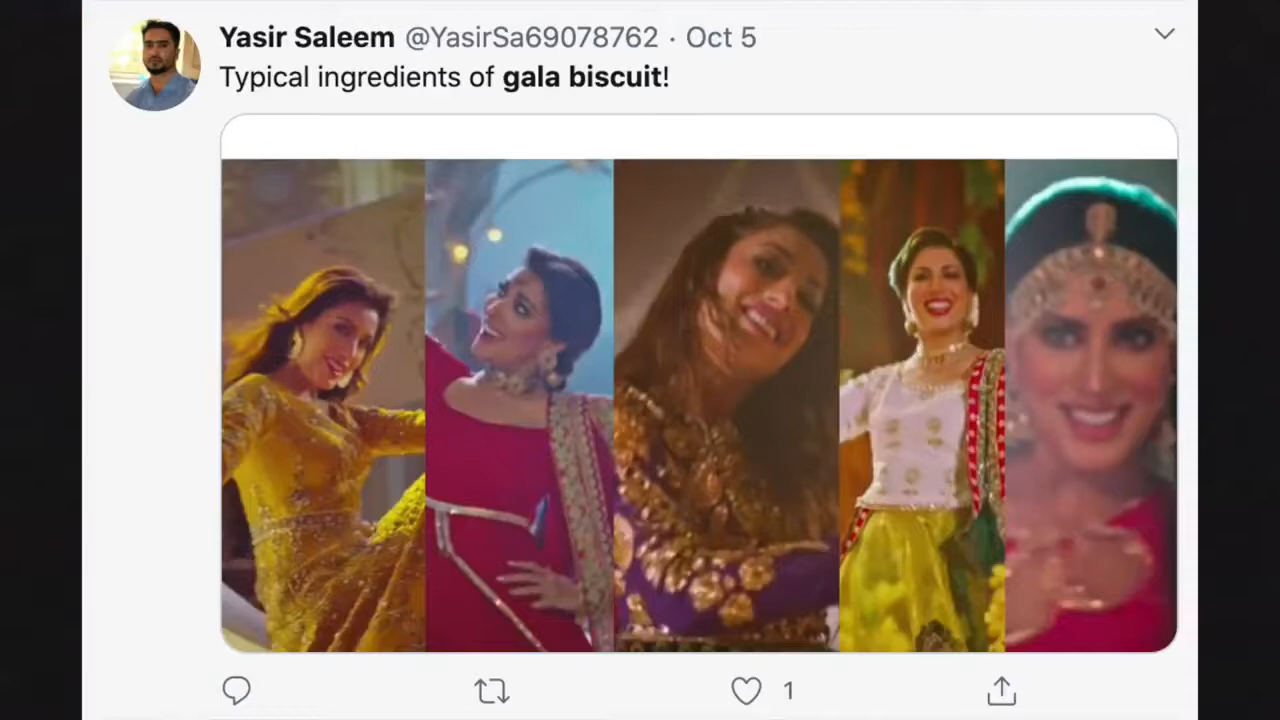 Yasir Saleem @YasirSa69078762 · Oct 5
Typical ingredients of gala biscuit!
1